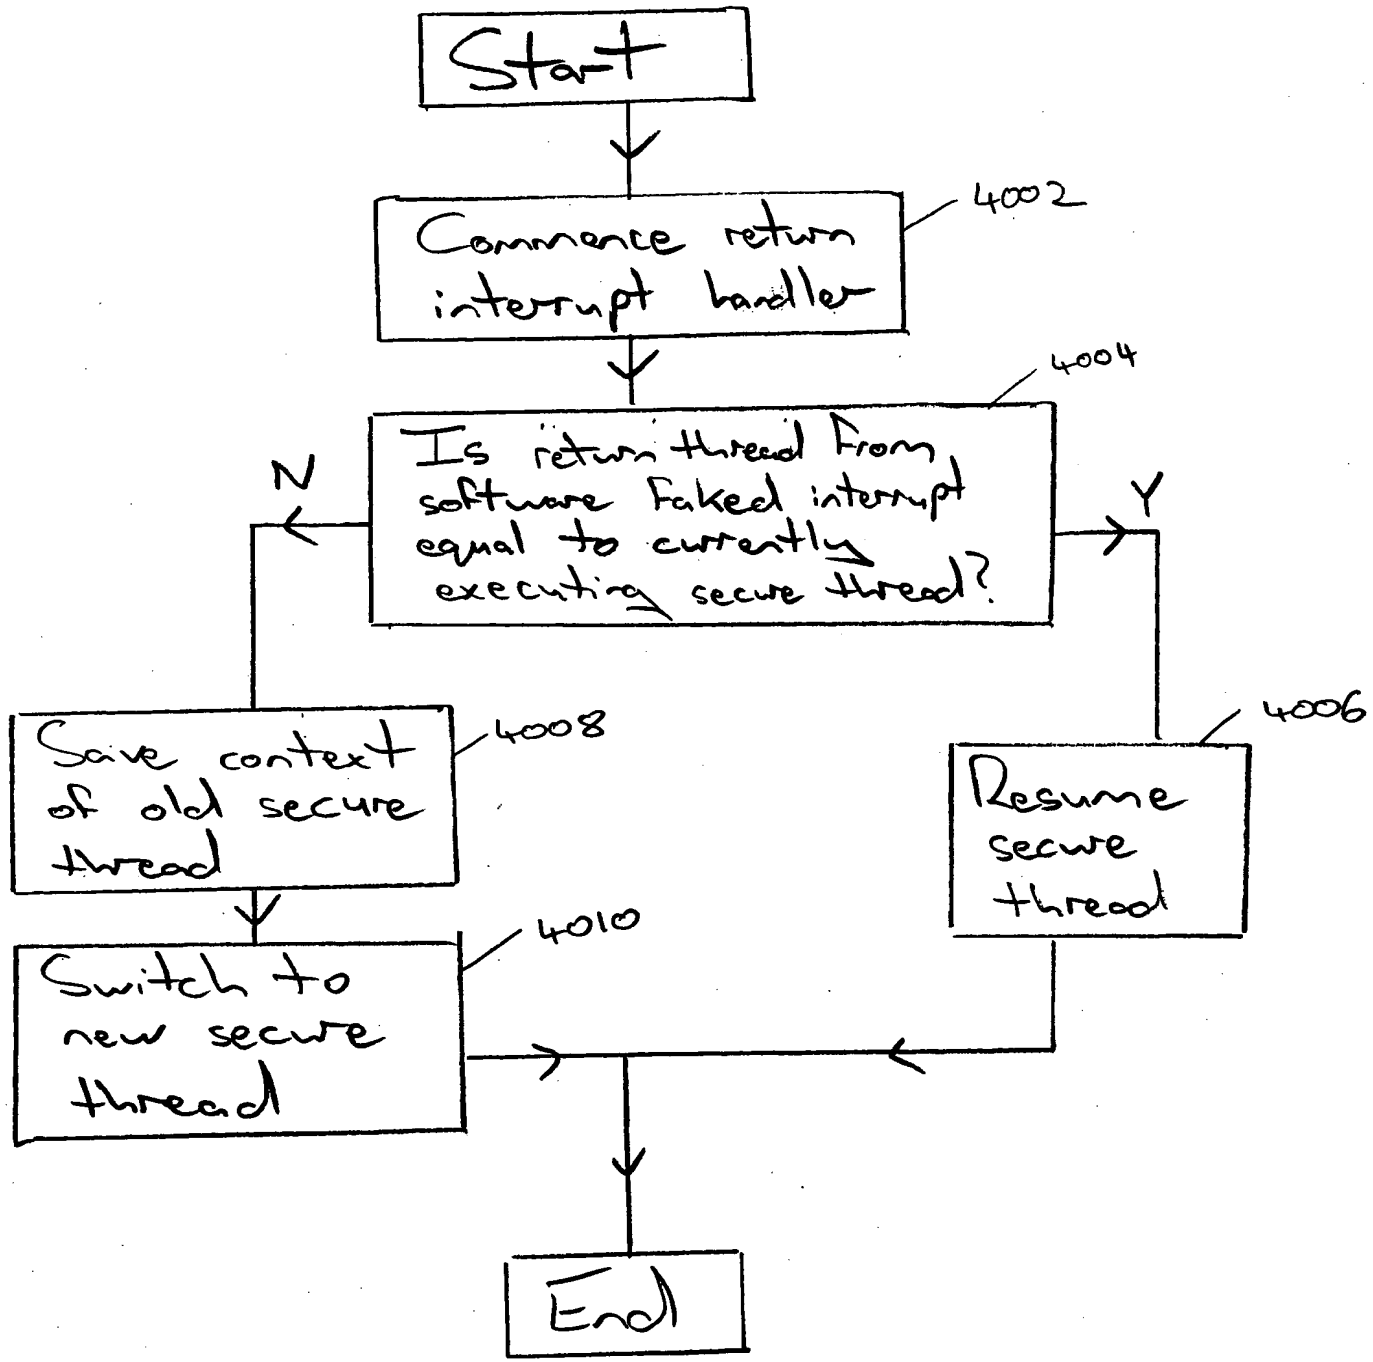 Start
4002
Commence return
interrupt handler
4004
Is return thread from
software faked interrupt
equal to currently
executing secure thread?
N
Y
4008
Save context
of old secure
thread
4006
Resume
secure
thread
4010
Switch to
new secure
thread
End